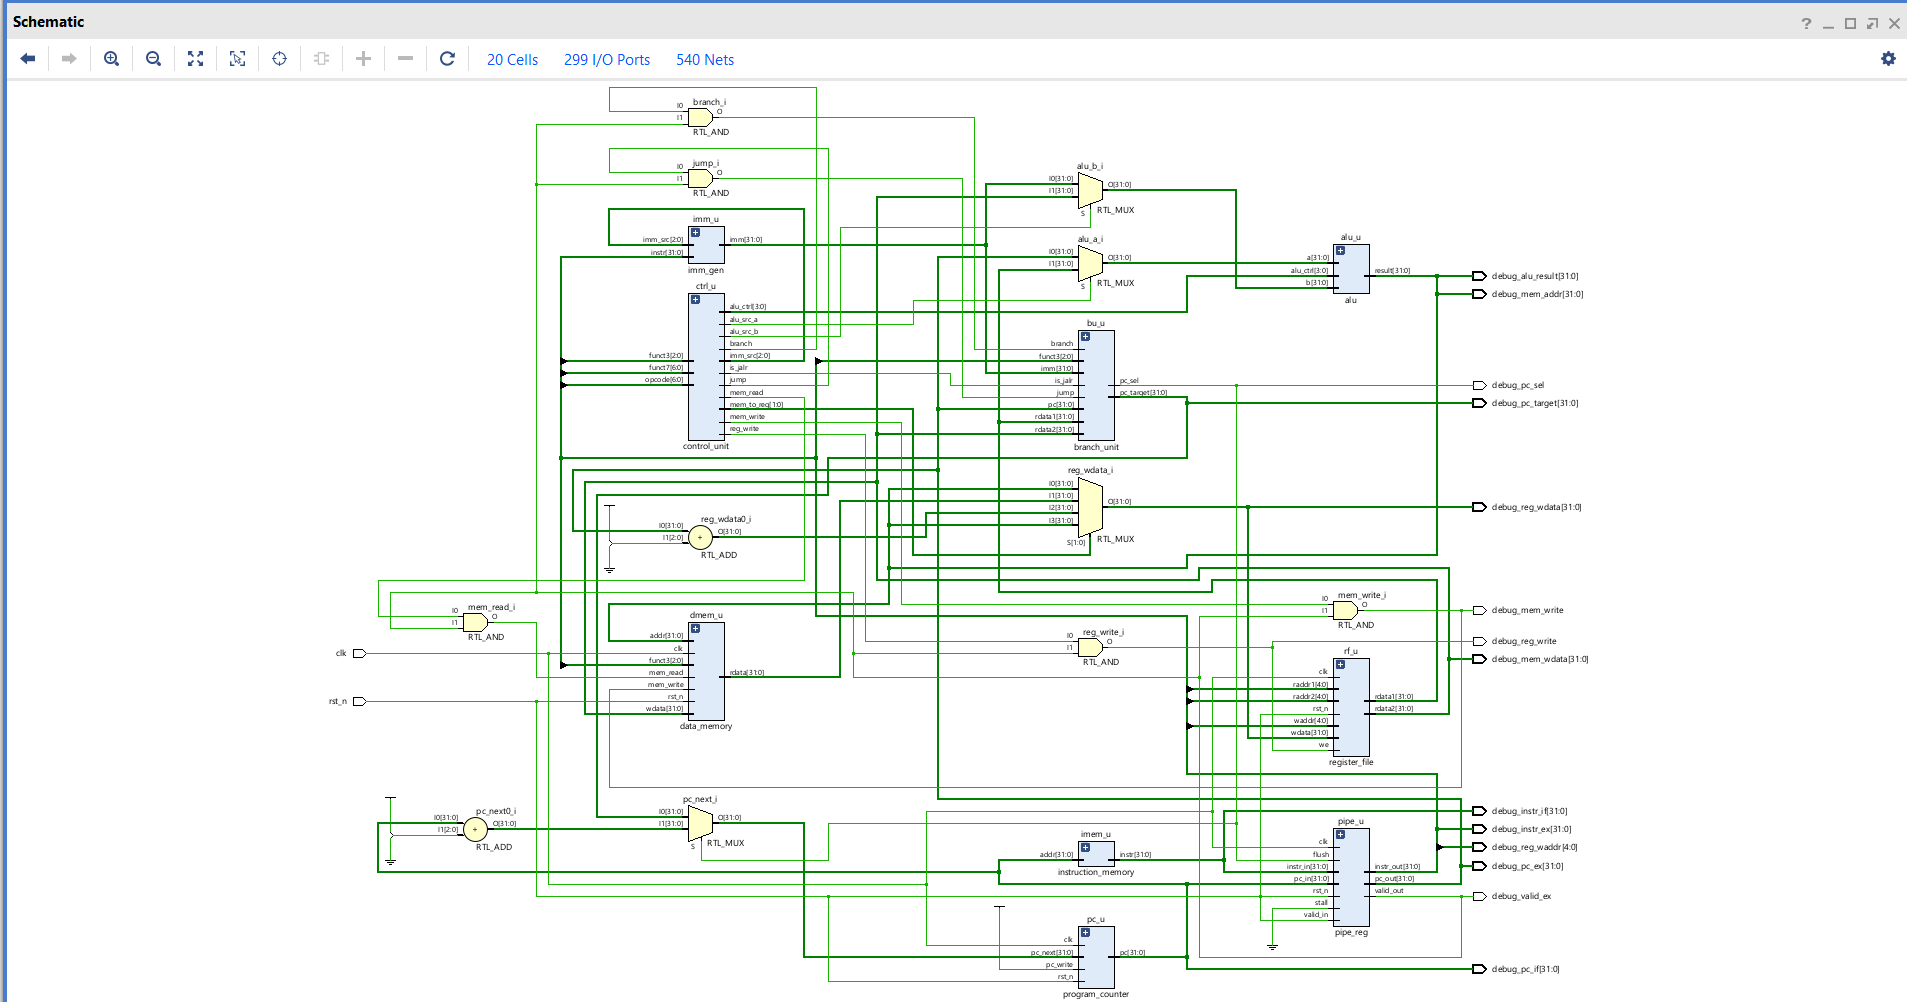 Schematic
20 Cells 299 I/O Ports 540 Nets
branch_i
I0
I1
O
RTL_AND
jump_i
I0
I1
O
RTL_AND
imm_u
imm_src[2:0]
instr[31:0]
imm[31:0]
imm_gen
ctrl_u
funct3[2:0]
funct7[6:0]
opcode[6:0]
alu_ctrl[3:0]
alu_src_a
alu_src_b
branch
imm_src[2:0]
is_jalr
jump
mem_read
mem_to_reg[1:0]
mem_write
reg_write
control_unit
alu_b_i
I0[31:0]
I1[31:0]
S
O[31:0]
RTL_MUX
alu_a_i
I0[31:0]
I1[31:0]
S
O[31:0]
RTL_MUX
alu_u
a[31:0]
alu_ctrl[3:0]
b[31:0]
result[31:0]
alu
debug_alu_result[31:0]
debug_mem_addr[31:0]
bu_u
branch
funct3[2:0]
imm[31:0]
is_jalr
jump
pc[31:0]
rdata1[31:0]
rdata2[31:0]
pc_sel
pc_target[31:0]
branch_unit
debug_pc_sel
debug_pc_target[31:0]
reg_wdata_i
I0[31:0]
I1[31:0]
I2[31:0]
I3[31:0]
S[1:0]
O[31:0]
RTL_MUX
debug_reg_wdata[31:0]
reg_wdata0_i
I0[31:0]
I1[2:0]
+
O[31:0]
RTL_ADD
mem_read_i
I0
I1
O
RTL_AND
clk
rst_n
dmem_u
addr[31:0]
clk
funct3[2:0]
mem_read
mem_write
rst_n
wdata[31:0]
rdata[31:0]
data_memory
reg_write_i
I0
I1
O
RTL_AND
mem_write_i
I0
I1
O
RTL_AND
debug_mem_write
debug_reg_write
debug_mem_wdata[31:0]
rf_u
clk
raddr1[4:0]
raddr2[4:0]
rst_n
waddr[4:0]
wdata[31:0]
we
rdata1[31:0]
rdata2[31:0]
register_file
pc_next0_i
I0[31:0]
I1[2:0]
+
O[31:0]
RTL_ADD
pc_next_i
I0[31:0]
I1[31:0]
S
O[31:0]
RTL_MUX
imem_u
addr[31:0]
instr[31:0]
instruction_memory
pipe_u
clk
flush
instr_in[31:0]
pc_in[31:0]
rst_n
stall
valid_in
instr_out[31:0]
pc_out[31:0]
valid_out
pipe_reg
debug_instr_if[31:0]
debug_instr_ex[31:0]
debug_reg_waddr[4:0]
debug_pc_ex[31:0]
debug_valid_ex
pc_u
clk
pc_next[31:0]
pc_write
rst_n
pc[31:0]
program_counter
debug_pc_if[31:0]